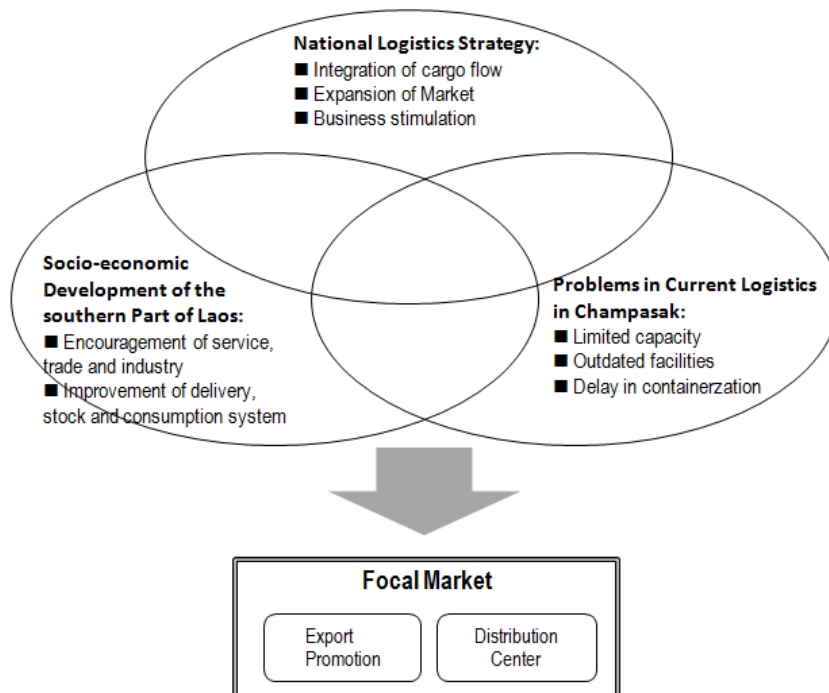 National Logistics Strategy:
■ Integration of cargo flow
■ Expansion of Market
■ Business stimulation
Socio-economic
Development of the
southern Part of Laos:
■ Encouragement of service,
trade and industry
■ Improvement of delivery,
stock and consumption system
Problems in Current Logistics
in Champasak:
■ Limited capacity
■ Outdated facilities
■ Delay in containerzation
Focal Market
Export
Promotion
Distribution
Center